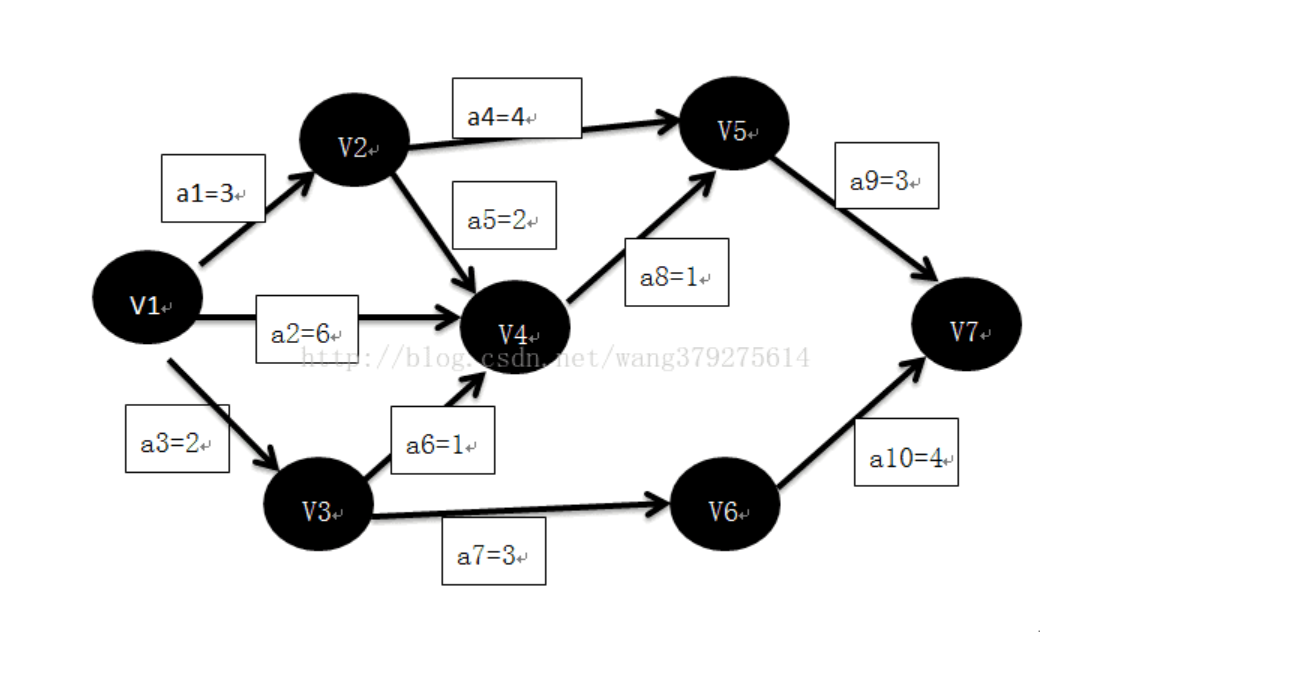 a4=4
V5
V2
a9=3
a1=3
a5=2
a8=1
V1
a2=6
V4
V7
http://blog.csdn.net/wang379275614
a3=2
a6=1
a10=4
V3
V6
a7=3